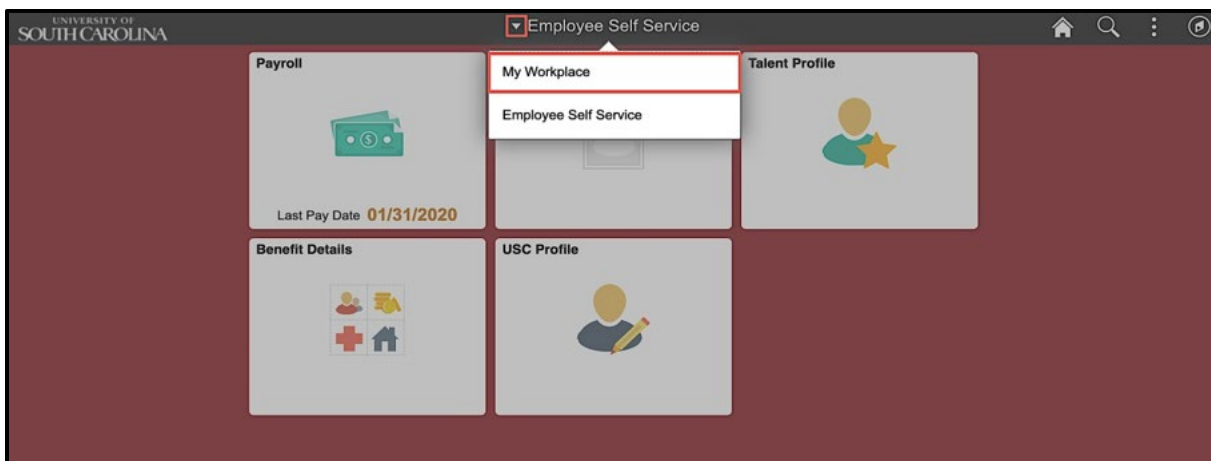 UNIVERSITY OF
SOUTH CAROLINA
Employee Self Service
Payroll
My Workplace
Talent Profile
Employee Self Service
$
Last Pay Date 01/31/2020
Benefit Details
USC Profile